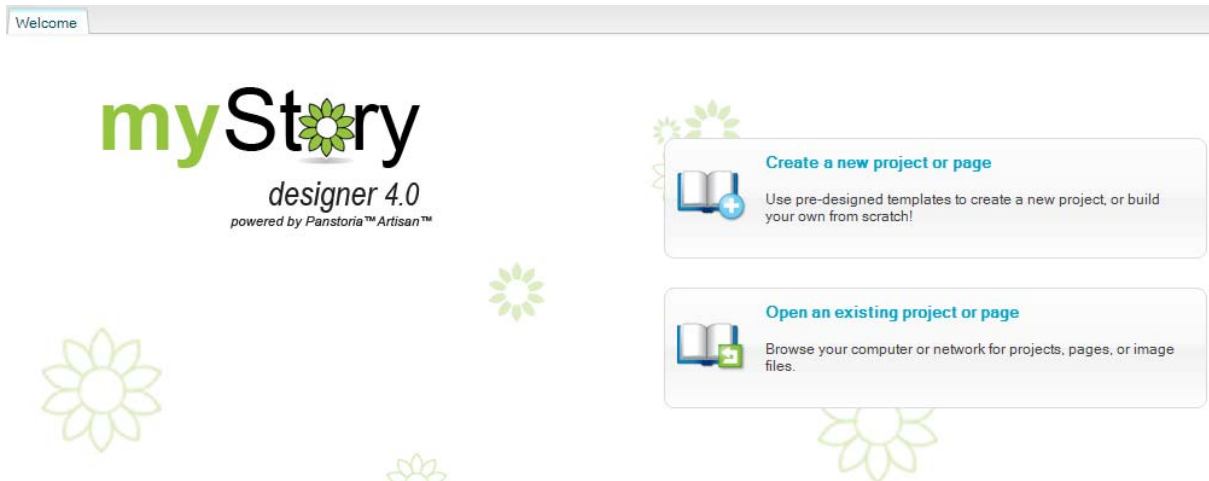 Welcome
myStory
designer 4.0
powered by Panstoria™ Artisan™
Create a new project or page
Use pre-designed templates to create a new project, or build
your own from scratch!
Open an existing project or page
Browse your computer or network for projects, pages, or image
files.